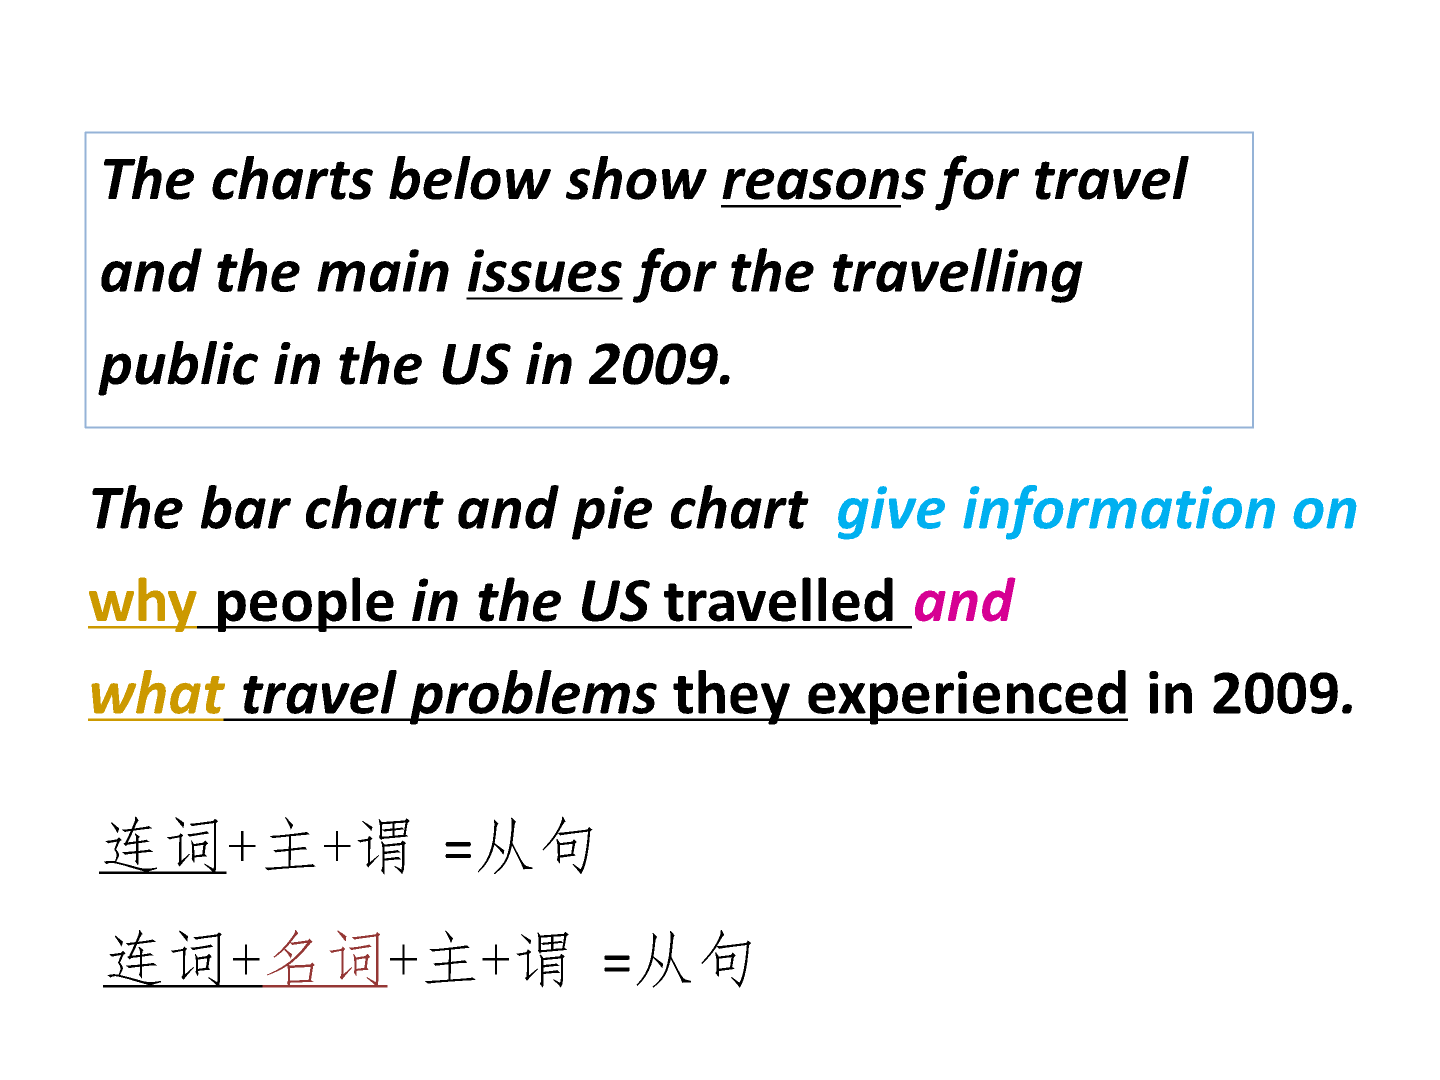 The charts below show reasons for travel
and the main issues for the travelling
public in the US in 2009.
The bar chart and pie chart give information on
why people in the US travelled and
what travel problems they experienced in 2009.
连词+主+谓 =从句
连词+名词+主+谓 =从句